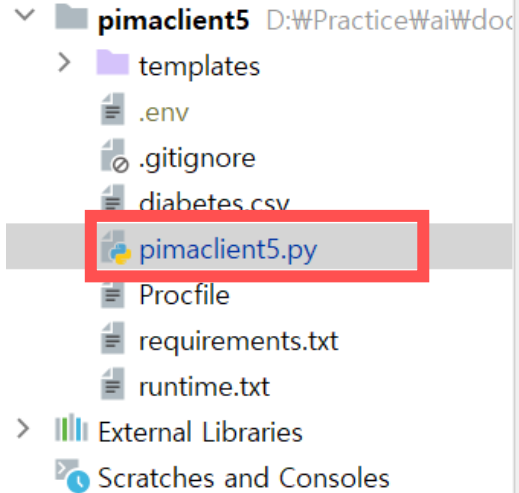 pimaclient5 D:₩Practice₩ai₩doc
templates
.env
.gitignore
diabetes.csv
pimaclient5.py
Procfile
requirements.txt
runtime.txt
External Libraries
Scratches and Consoles